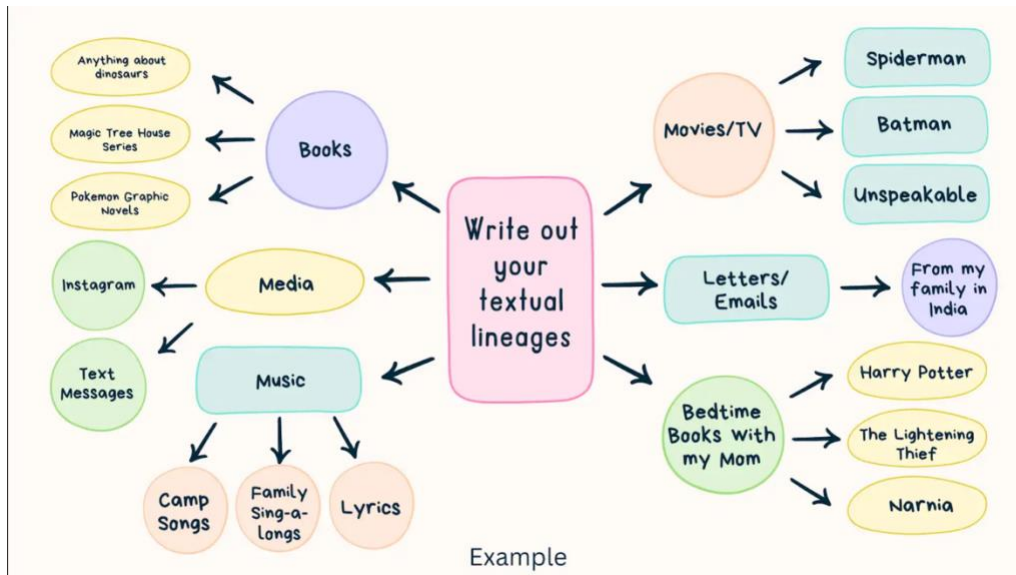 Write out
your
textual
lineages
Books
Anything about
dinosaurs
Magic Tree House
Series
Pokemon Graphic
Novels
Media
Instagram
Text
Messages
Music
Camp
Songs
Family
Sing-a-
longs
Lyrics
Movies/TV
Spiderman
Batman
Unspeakable
Letters/
Emails
From my
family in
India
Bedtime
Books with
my Mom
Harry Potter
The Lightening
Thief
Narnia
Example